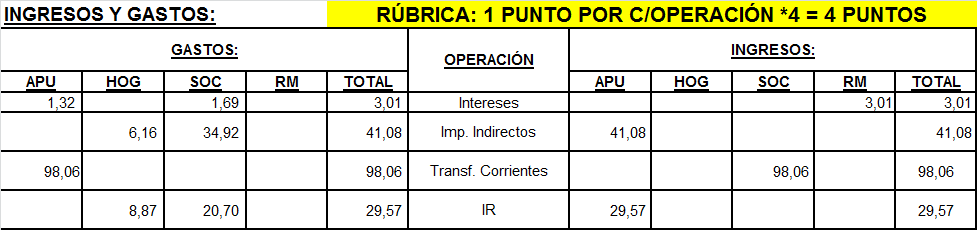 INGRESOS Y GASTOS: RÚBRICA: 1 PUNTO POR C/OPERACIÓN *4 = 4 PUNTOS
GASTOS: OPERACIÓN INGRESOS:
APU HOG SOC RM TOTAL APU HOG SOC RM TOTAL
1,32 1,69 3,01 Intereses 3,01 3,01
6,16 34,92 41,08 Imp. Indirectos 41,08 41,08
98,06 98,06 Transf. Corrientes 98,06 98,06
8,87 20,70 29,57 IR 29,57 29,57